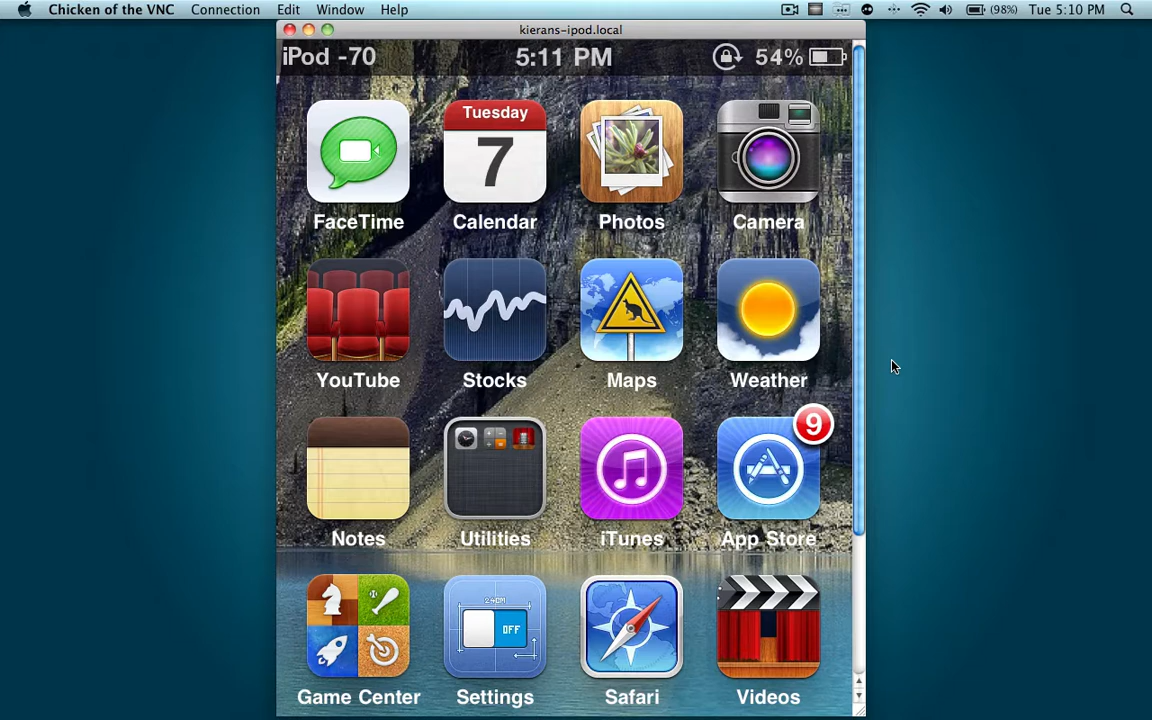 Chicken of the VNC Connection Edit Window Help (98%) Tue 5:10 PM
kierans-ipod.local
iPod -70 5:11 PM 54%
Tuesday
7
FaceTime Calendar Photos Camera
YouTube Stocks Maps Weather
9
Notes Utilities iTunes App Store
24CM
OFF
Game Center Settings Safari Videos